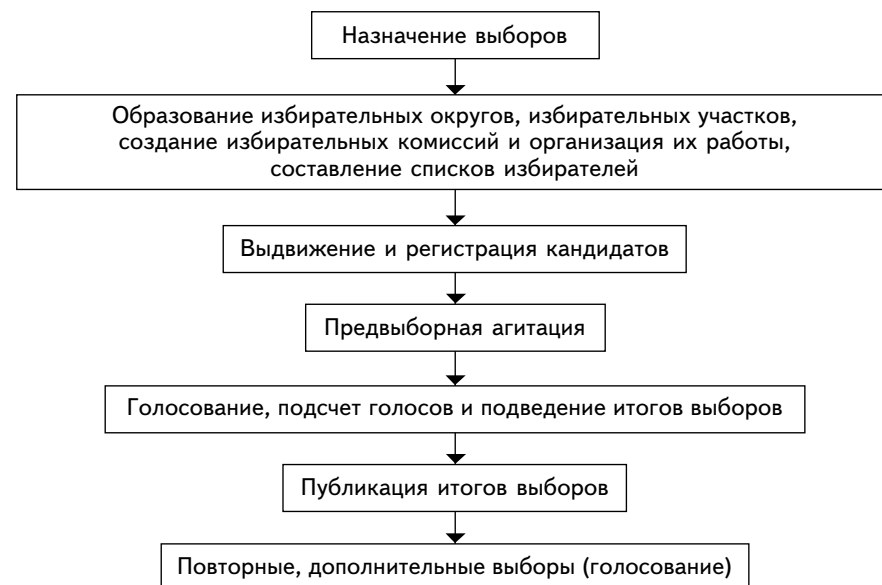 Назначение выборов
Образование избирательных округов, избирательных участков,
создание избирательных комиссий и организация их работы,
составление списков избирателей
Выдвижение и регистрация кандидатов
Предвыборная агитация
Голосование, подсчет голосов и подведение итогов выборов
Публикация итогов выборов
Повторные, дополнительные выборы (голосование)